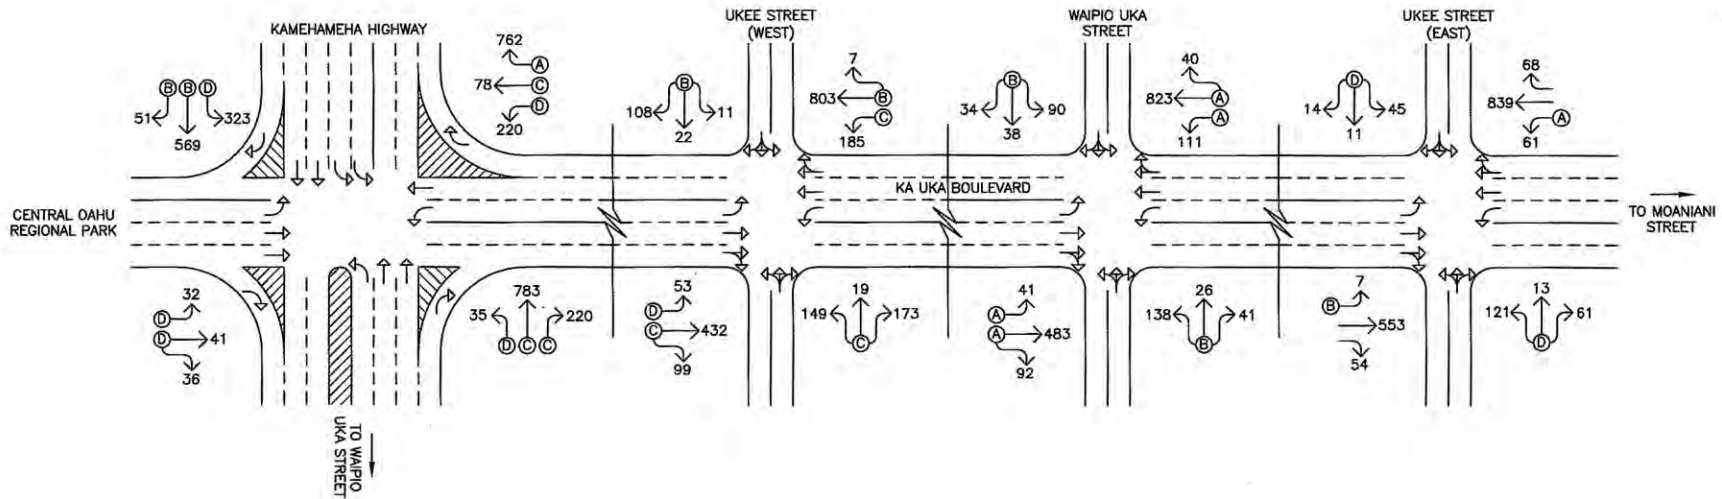 KAMEHAMEHA HIGHWAY
UKEE STREET
(WEST)
WAIPIO UKA
STREET
UKEE STREET
(EAST)
B B D
51 323
569
762
A
78 C
D
220
B
108 11
22
7
803 B
C
185
B
34 90
38
40
823 A
A
111
D
14 45
11
68
839
A
61
KA UKA BOULEVARD
CENTRAL OAHU
REGIONAL PARK
TO MOANIANI
STREET
32
D
D 41
36
783
35 220
D C C
53
D
C 432
99
19
149 173
C
41
A
A 483
92
26
138 41
B
7
B
553
54
13
121 61
D
TO WAIPIO
UKA STREET